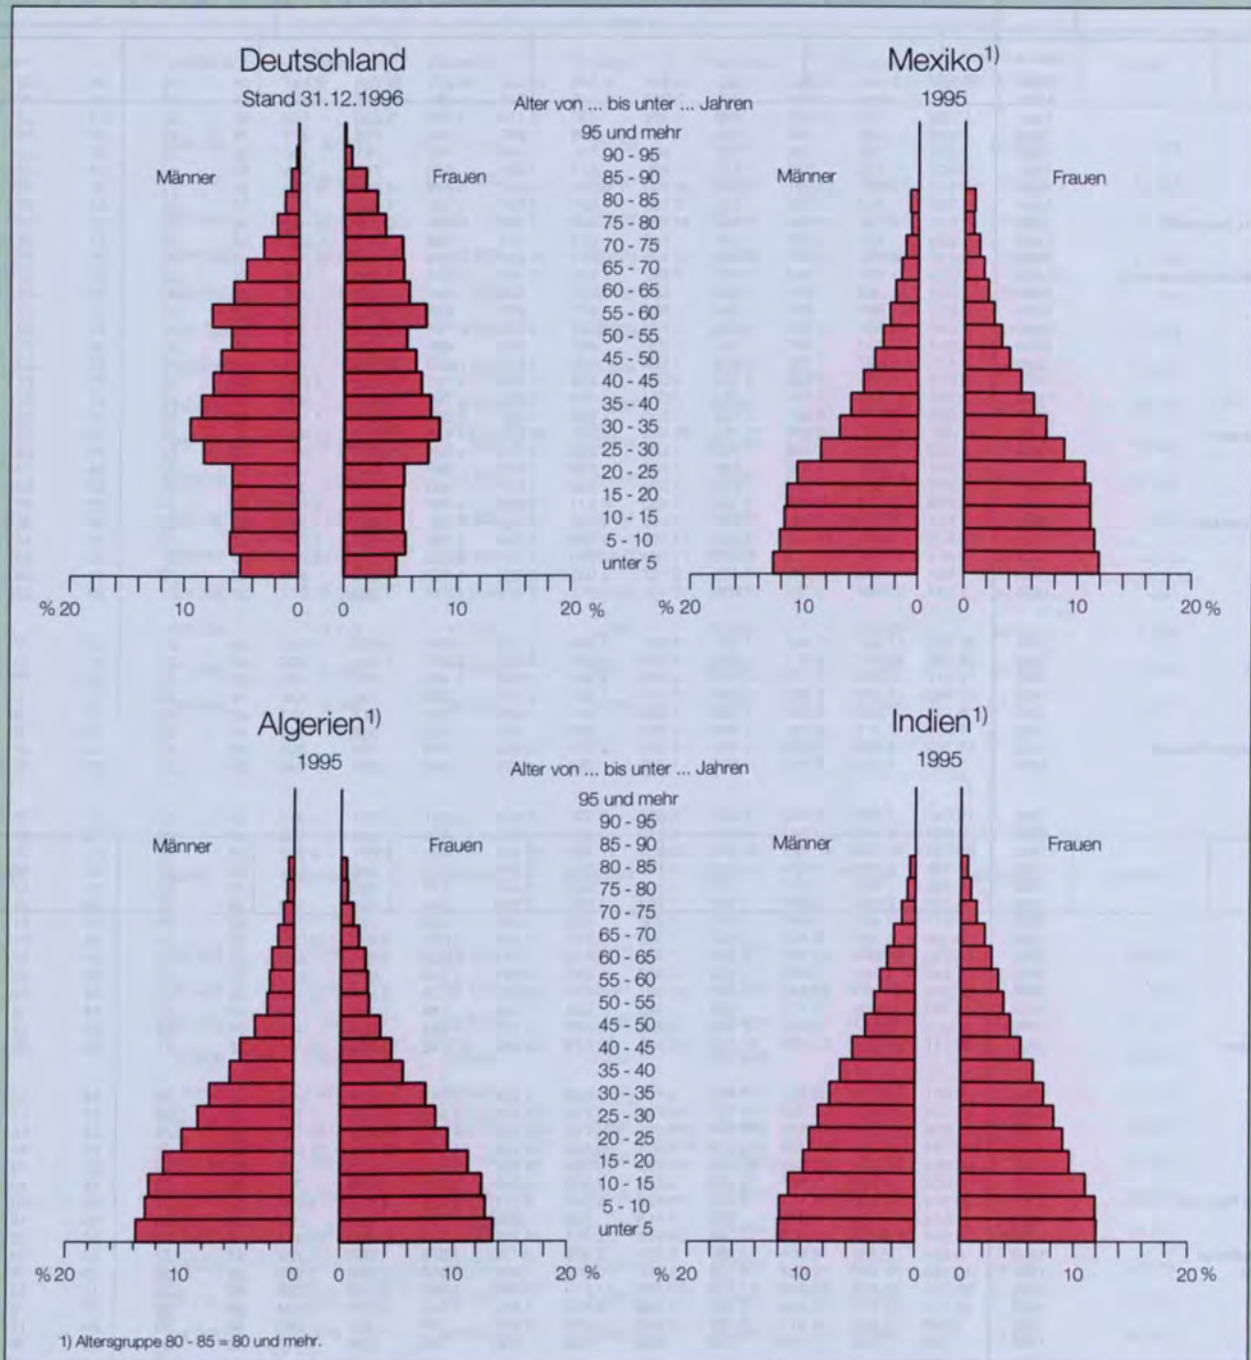 Deutschland
Stand 31.12.1996
Mexiko1)
1995
Alter von ... bis unter ... Jahren
Männer
Frauen
Männer
Frauen
95 und mehr
90 - 95
85 - 90
80 - 85
75 - 80
70 - 75
65 - 70
60 - 65
55 - 60
50 - 55
45 - 50
40 - 45
35 - 40
30 - 35
25 - 30
20 - 25
15 - 20
10 - 15
5 - 10
unter 5
% 20 10 0 0 10 20 %
% 20 10 0 0 10 20 %
Algerien1)
1995
Indien1)
1995
Alter von ... bis unter ... Jahren
Männer
Frauen
Männer
Frauen
95 und mehr
90 - 95
85 - 90
80 - 85
75 - 80
70 - 75
65 - 70
60 - 65
55 - 60
50 - 55
45 - 50
40 - 45
35 - 40
30 - 35
25 - 30
20 - 25
15 - 20
10 - 15
5 - 10
unter 5
% 20 10 0 0 10 20 %
% 20 10 0 0 10 20 %
1) Altersgruppe 80 - 85 = 80 und mehr.